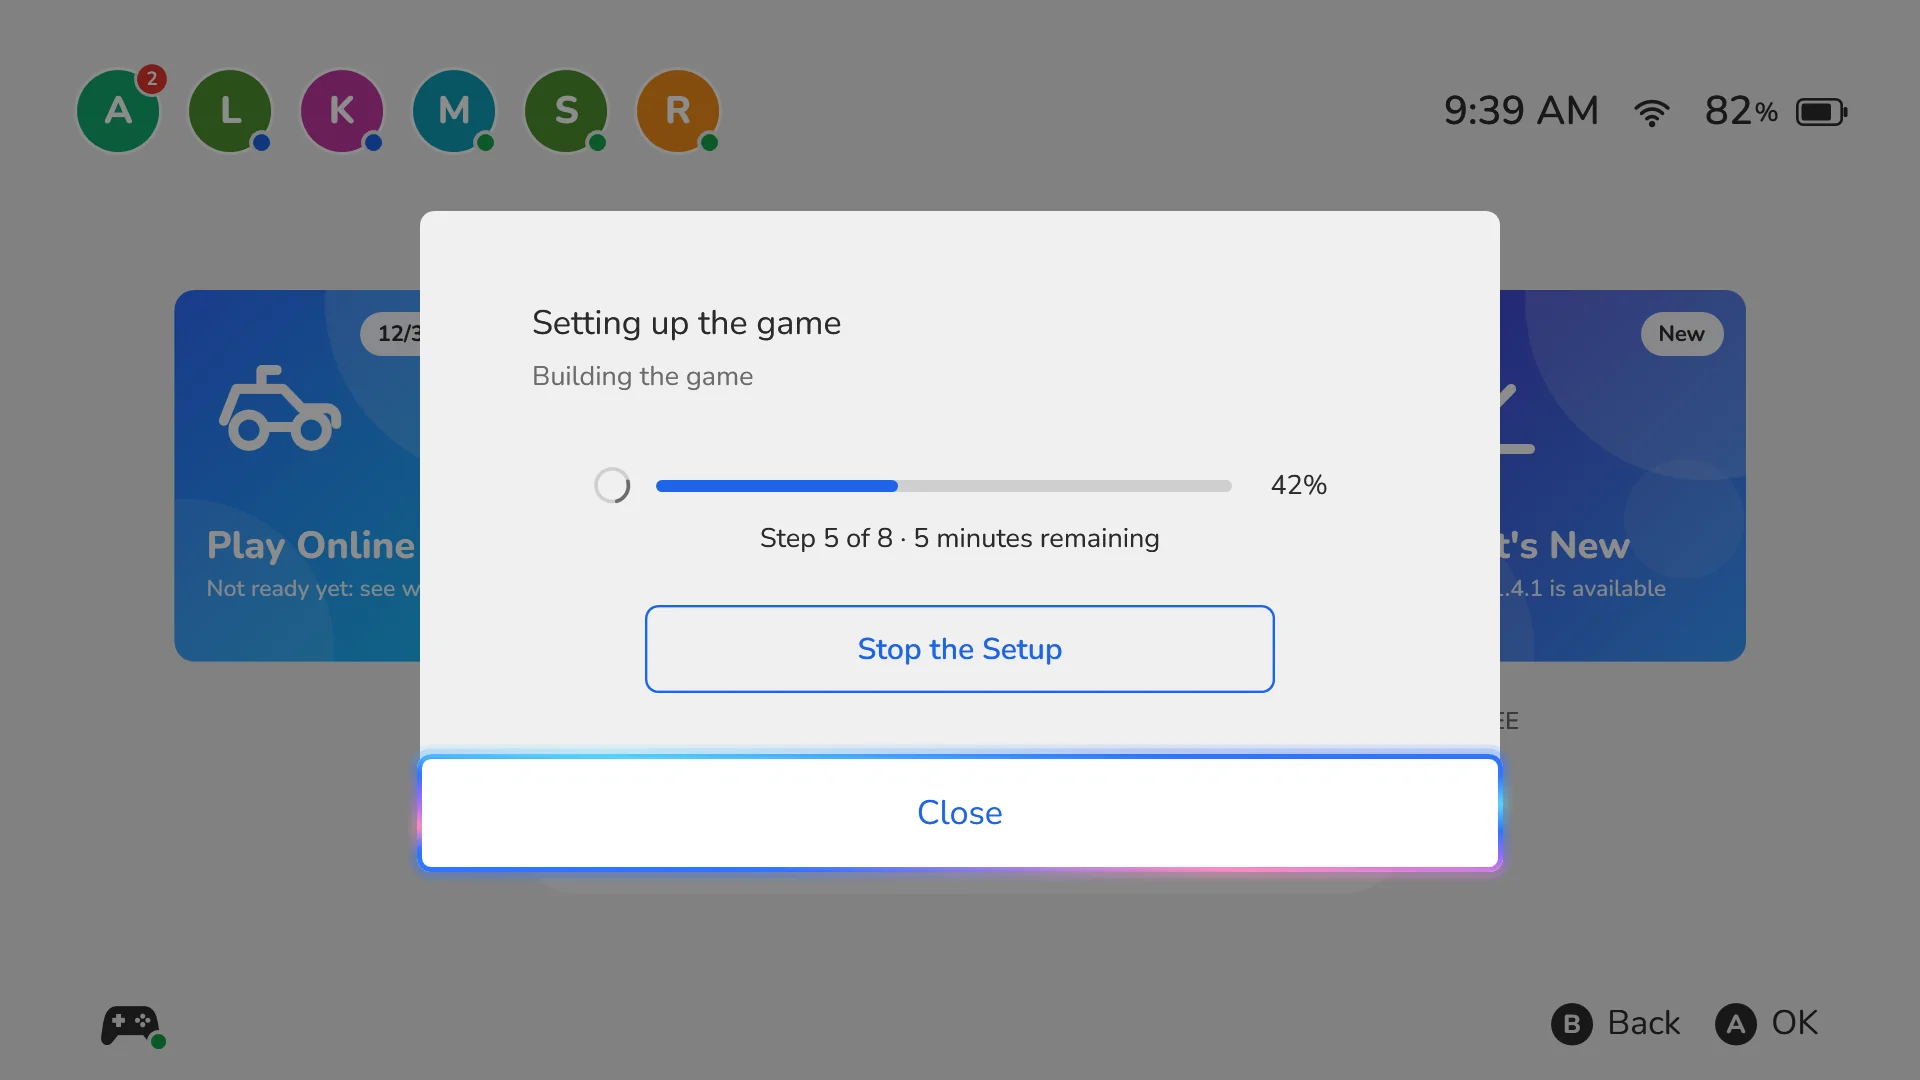 A 2 L K M S R
9:39 AM 82%
12/3
New
Setting up the game
Building the game
42%
Step 5 of 8 · 5 minutes remaining
Play Online
Not ready yet: see w
t's New
.4.1 is available
Stop the Setup
EE
Close
B Back A OK